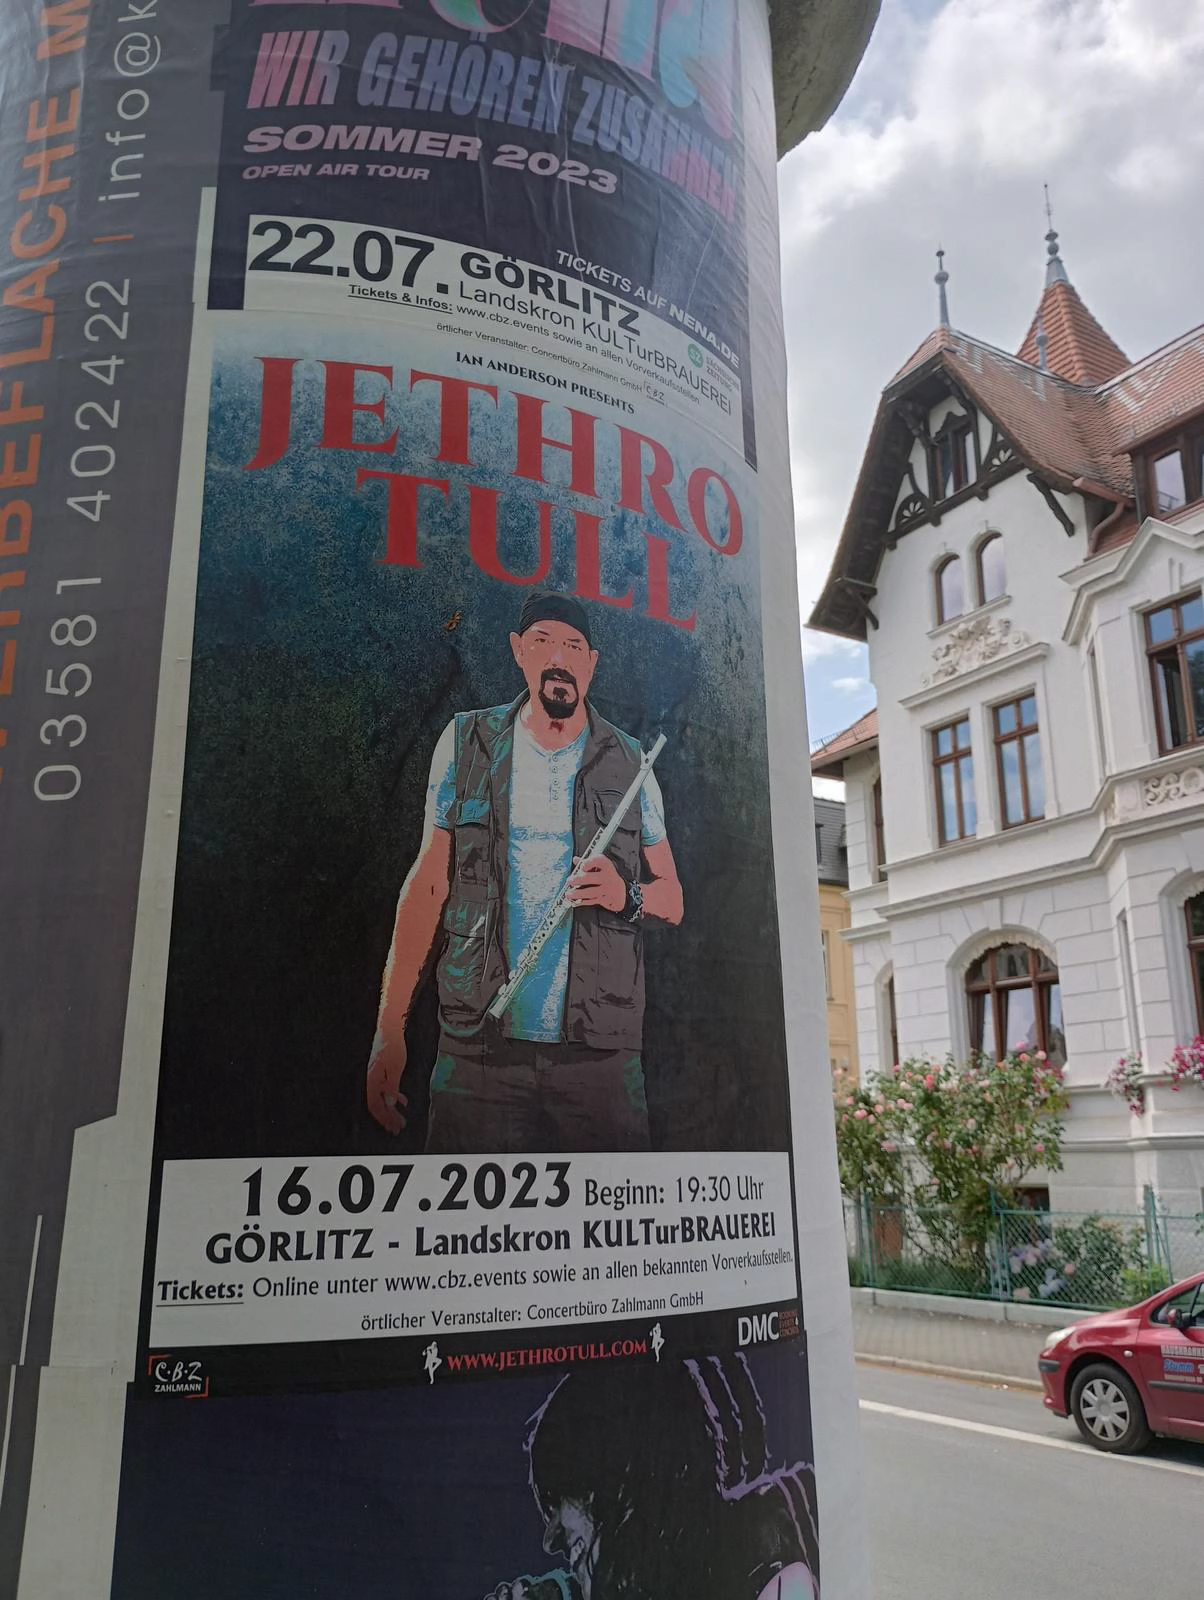 WIR GEHÖREN ZUSAMMEN
SOMMER 2023
OPEN AIR TOUR
TICKETS AUF NENA.DE
22.07. GÖRLITZ
Landskron KULTurBRAUEREI
Tickets & Infos: www.cbz.events sowie an allen Vorverkaufsstellen.
örtlicher Veranstalter: Concertbüro Zahlmann GmbH
IAN ANDERSON PRESENTS
JETHRO
TULL
16.07.2023 Beginn: 19:30 Uhr
GÖRLITZ - Landskron KULTurBRAUEREI
Tickets: Online unter www.cbz.events sowie an allen bekannten Vorverkaufsstellen.
örtlicher Veranstalter: Concertbüro Zahlmann GmbH
C·B·Z
ZAHLMANN
WWW.JETHROTULL.COM
DMC
03581 402422 | info@k